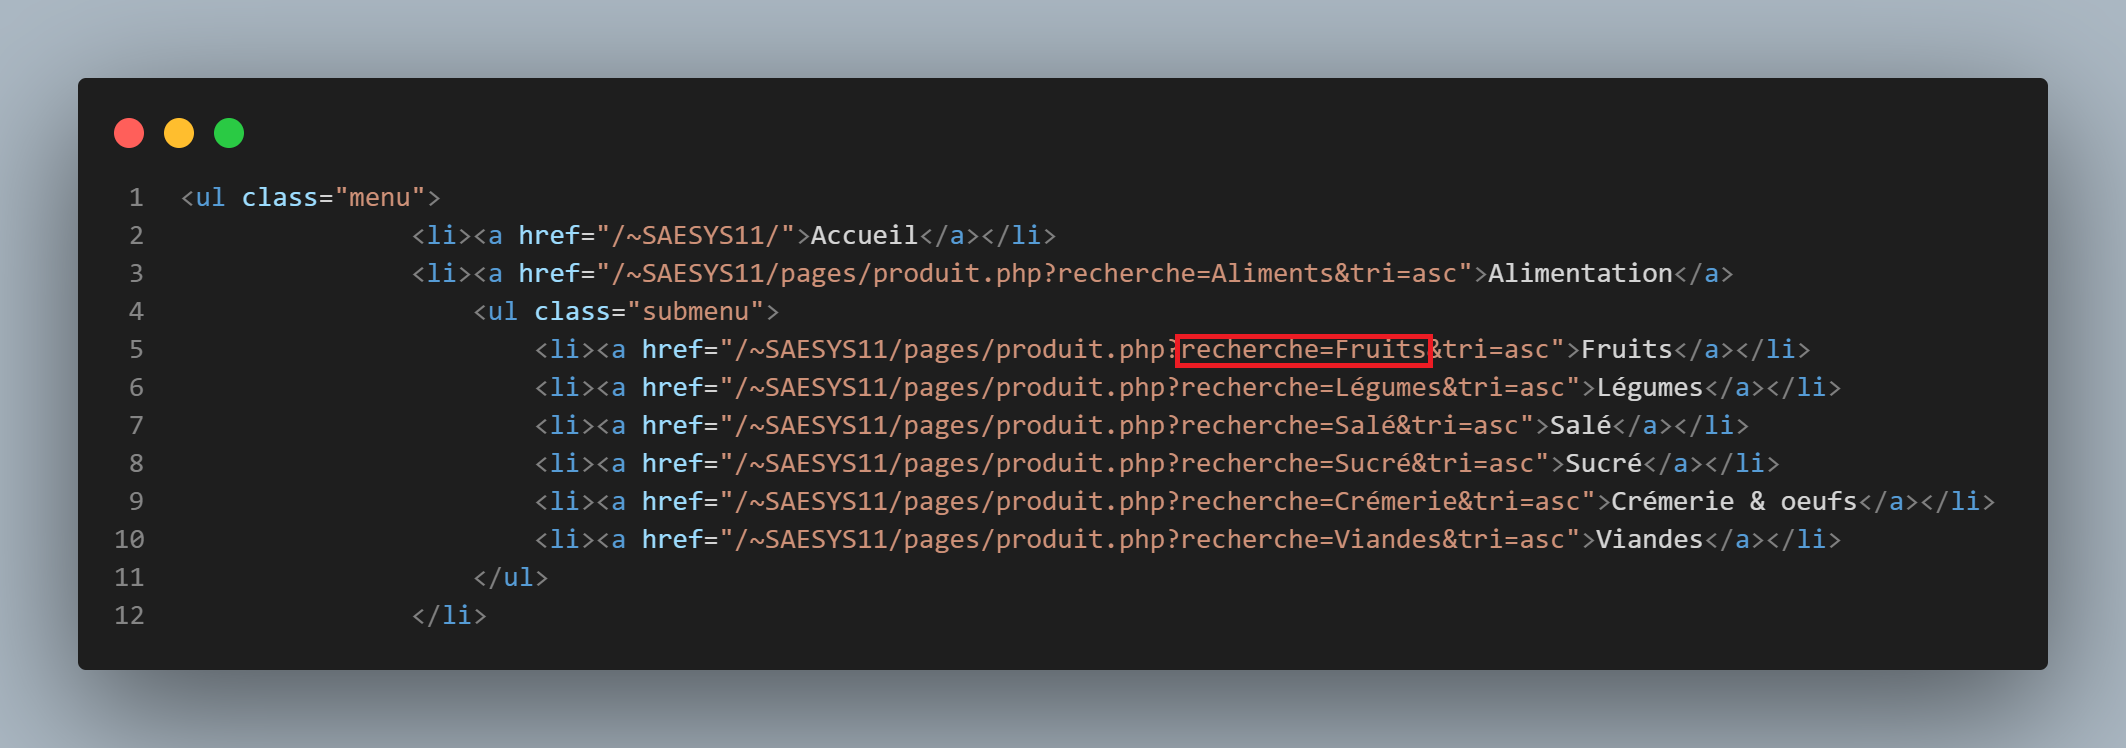 1 <ul class="menu">
2 <li><a href="/~SAESYS11/">Accueil</a></li>
3 <li><a href="/~SAESYS11/pages/produit.php?recherche=Aliments&tri=asc">Alimentation</a>
4 <ul class="submenu">
5 <li><a href="/~SAESYS11/pages/produit.php?recherche=Fruits&tri=asc">Fruits</a></li>
6 <li><a href="/~SAESYS11/pages/produit.php?recherche=Légumes&tri=asc">Légumes</a></li>
7 <li><a href="/~SAESYS11/pages/produit.php?recherche=Salé&tri=asc">Salé</a></li>
8 <li><a href="/~SAESYS11/pages/produit.php?recherche=Sucré&tri=asc">Sucré</a></li>
9 <li><a href="/~SAESYS11/pages/produit.php?recherche=Crémerie&tri=asc">Crémerie & oeufs</a></li>
10 <li><a href="/~SAESYS11/pages/produit.php?recherche=Viandes&tri=asc">Viandes</a></li>
11 </ul>
12 </li>